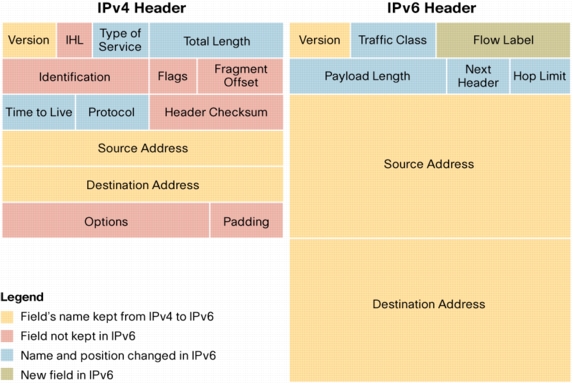 IPv4 Header
Version IHL Type of Service Total Length
Identification Flags Fragment Offset
Time to Live Protocol Header Checksum
Source Address
Destination Address
Options Padding
IPv6 Header
Version Traffic Class Flow Label
Payload Length Next Header Hop Limit
Source Address
Destination Address
Legend
Field's name kept from IPv4 to IPv6
Field not kept in IPv6
Name and position changed in IPv6
New field in IPv6